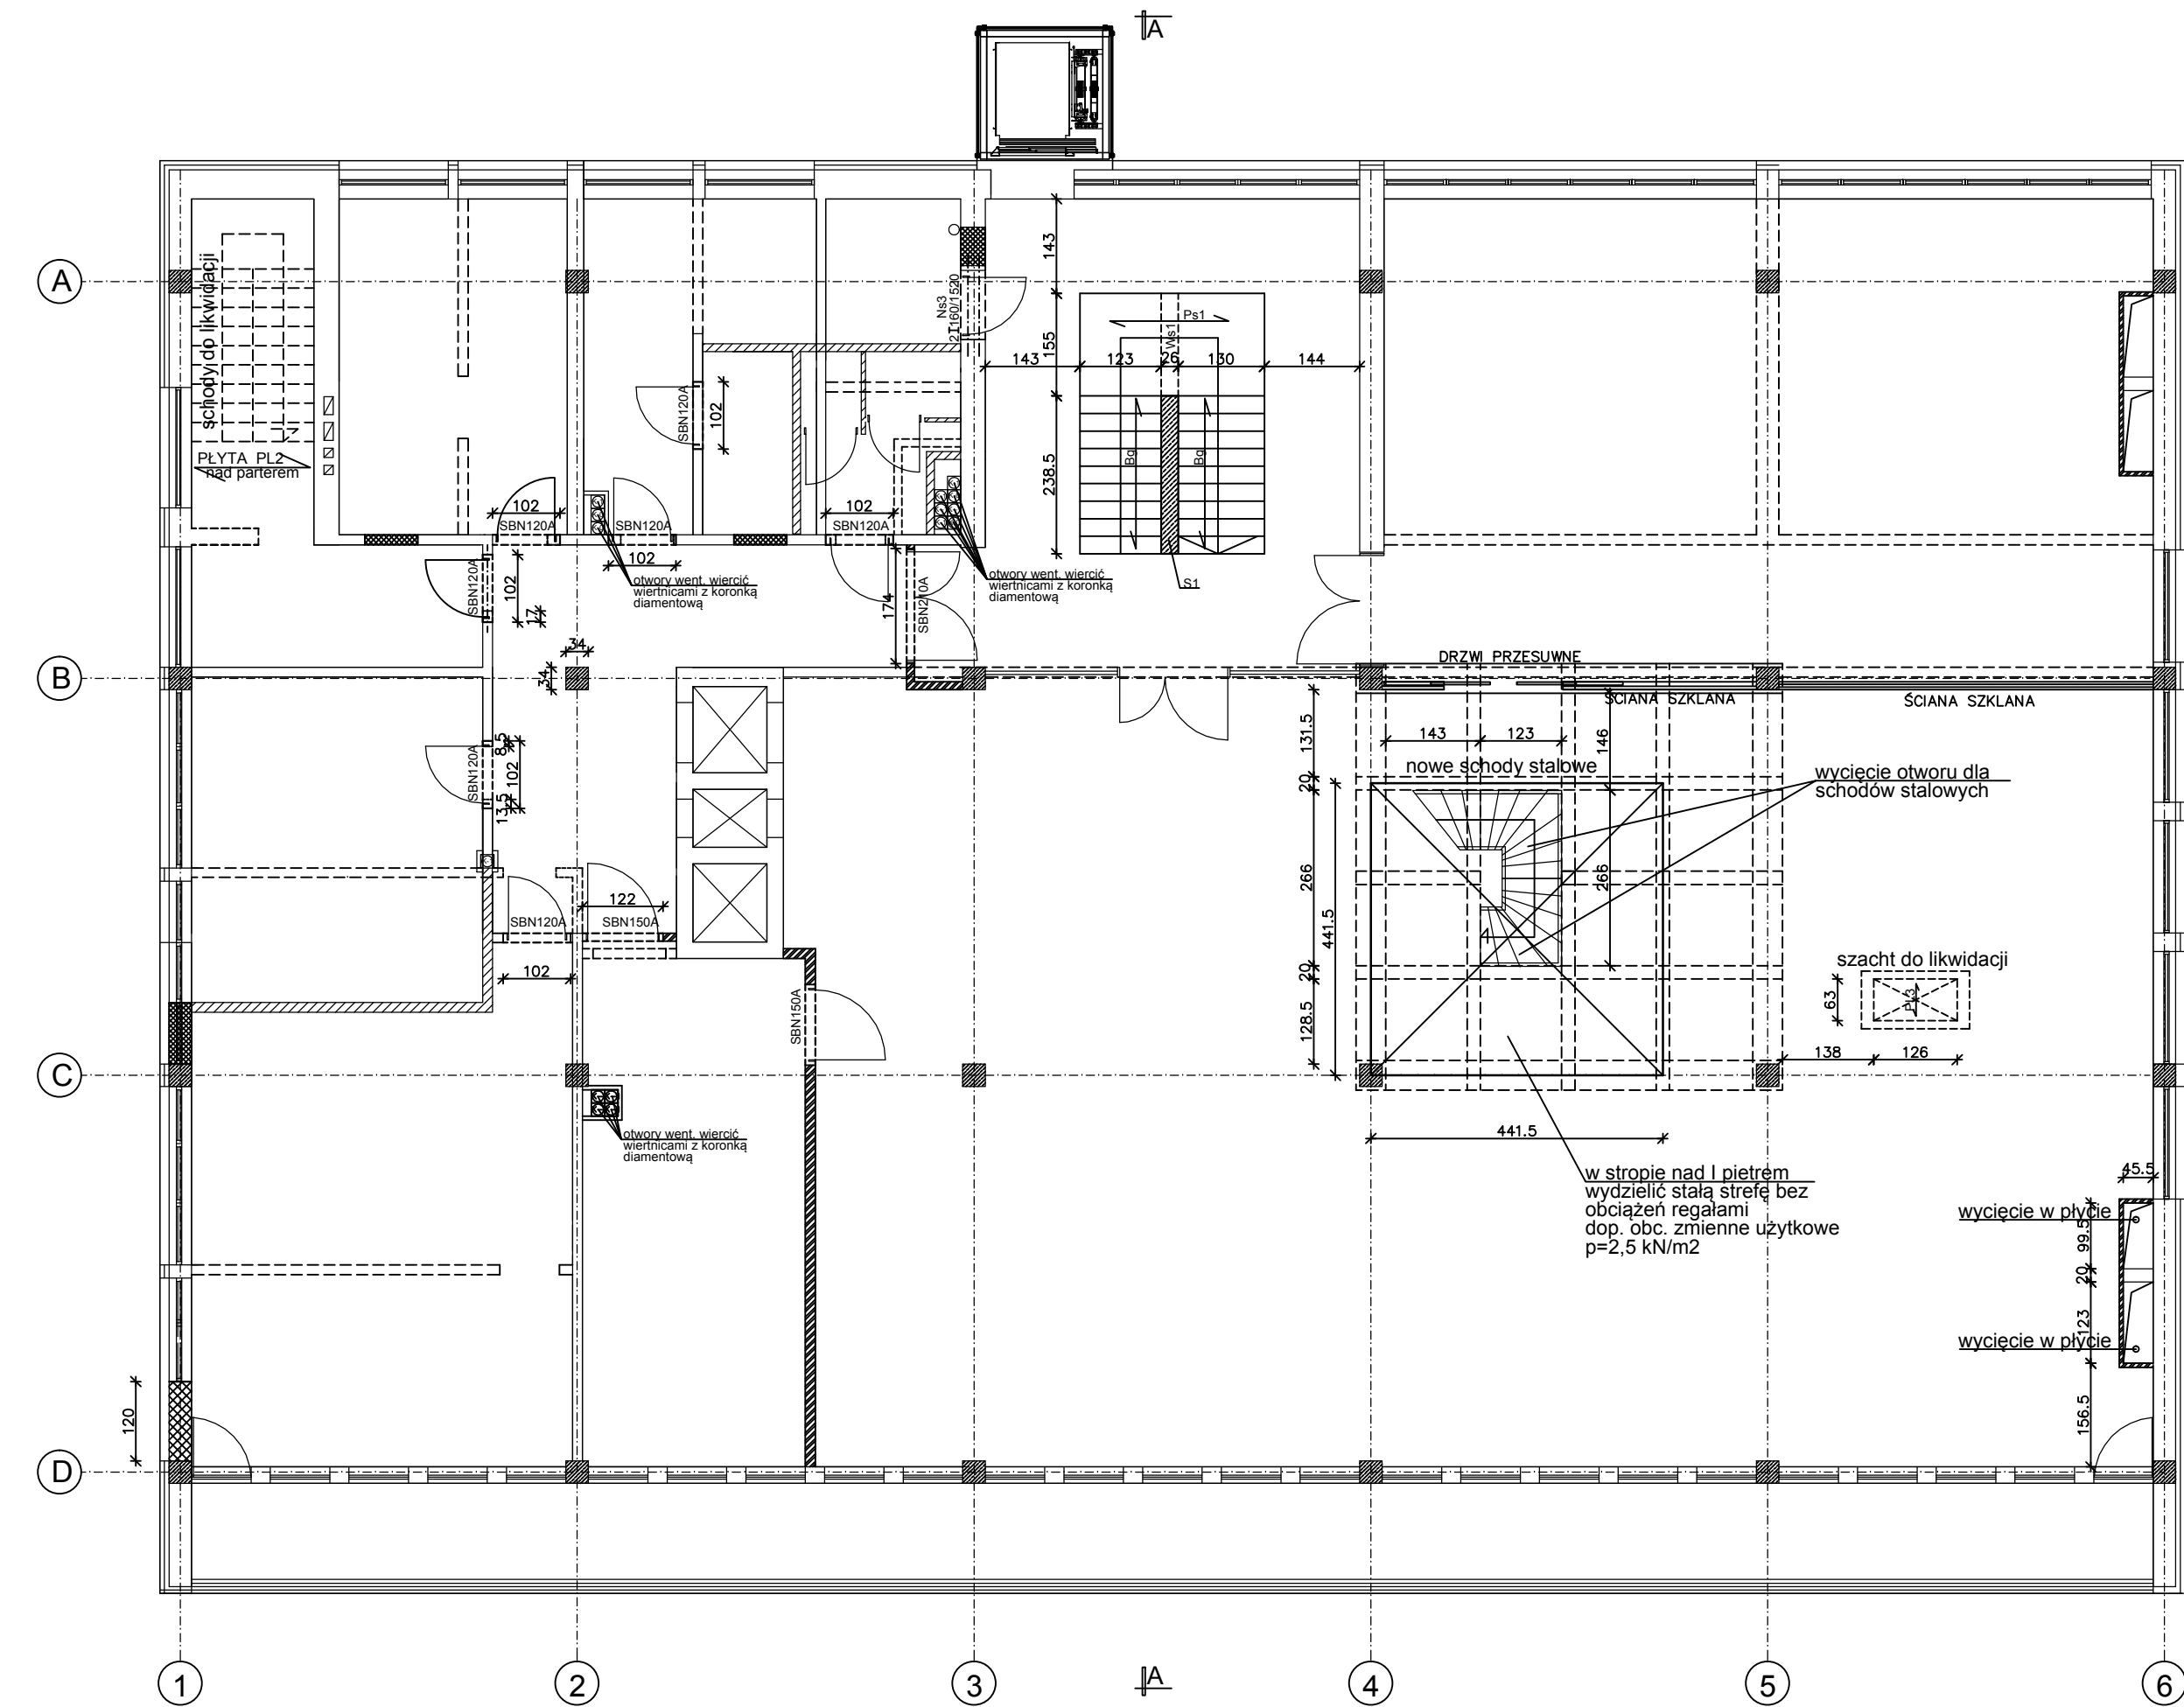 A
A
schody do likwidacji
PŁYTA PL2
nad parterem
Ns3
2I160/1520
143
155
238.5
143
123
26
130
144
Ps1
Ws1
Bg
Bg
S1
SBN120A
102
102
SBN120A
SBN120A
102
102
SBN120A
otwory went. wiercić
wiertnicami z koronką
diamentową
otwory went. wiercić
wiertnicami z koronką
diamentową
SBN120A
102
17
174
SBN210A
34
34
B
DRZWI PRZESUWNE
ŚCIANA SZKLANA
ŚCIANA SZKLANA
131.5
143
123
146
nowe schody stalowe
wycięcie otworu dla
schodów stalowych
SBN120A
8.5
102
13.5
20
266
441.5
266
20
128.5
122
SBN120A
SBN150A
102
SBN150A
szacht do likwidacji
63
PL3
138
126
C
otwory went. wiercić
wiertnicami z koronką
diamentową
441.5
w stropie nad I pietrem
wydzielić stałą strefę bez
obciążeń regałami
dop. obc. zmienne użytkowe
p=2,5 kN/m2
45.5
wycięcie w płycie
99.5
20
123
wycięcie w płycie
156.5
120
D
1
2
3
A
4
5
6